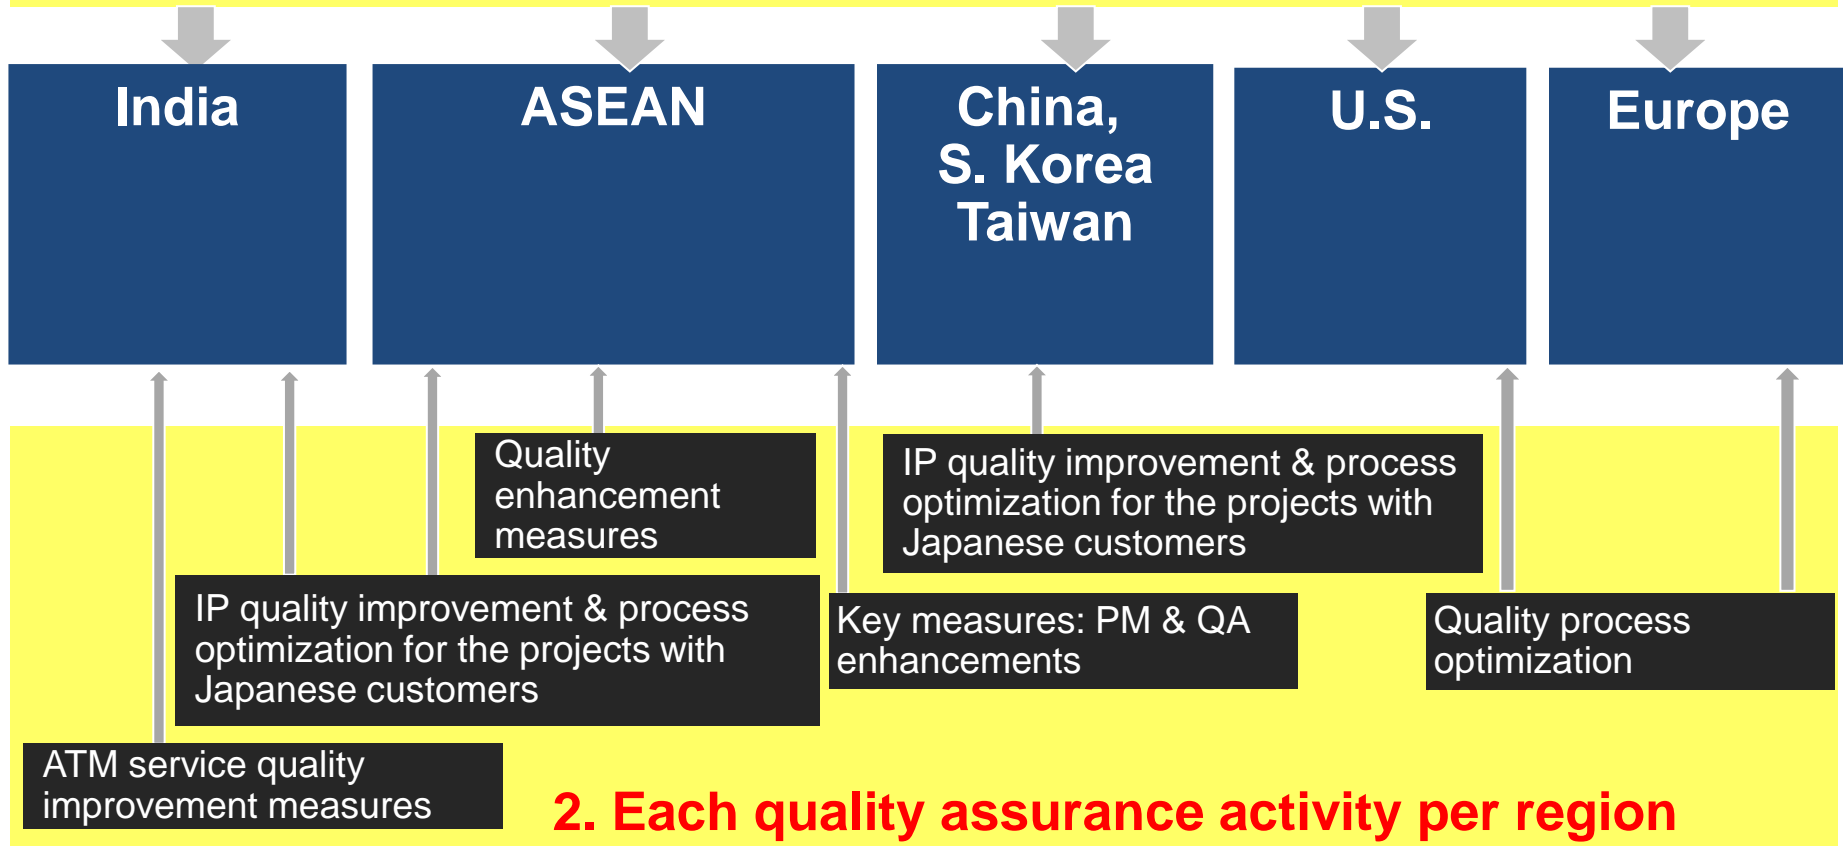 India
ASEAN
China,
S. Korea
Taiwan
U.S.
Europe
Quality
enhancement
measures
IP quality improvement & process
optimization for the projects with
Japanese customers
IP quality improvement & process
optimization for the projects with
Japanese customers
Key measures: PM & QA
enhancements
Quality process
optimization
ATM service quality
improvement measures
2. Each quality assurance activity per region